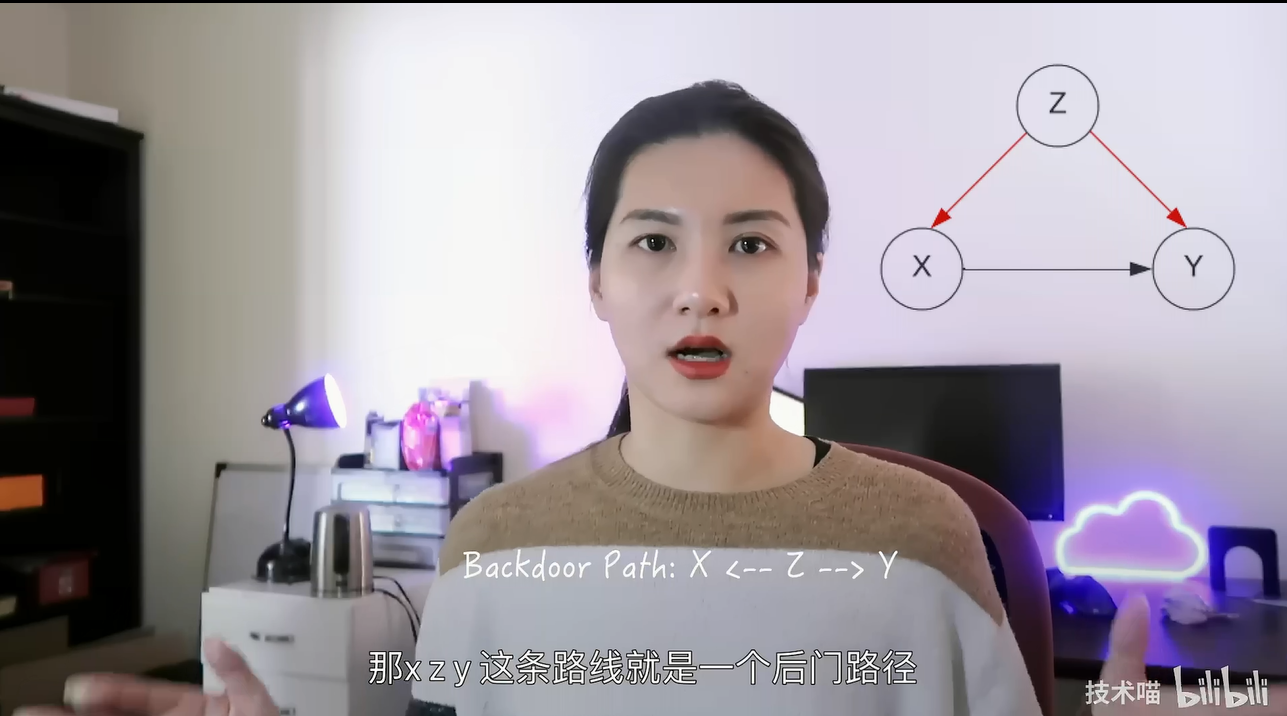 Z
X
Y
Backdoor Path: X <-- Z --> Y
那x z y 这条路线就是一个后门路径
技术喵 bilibili